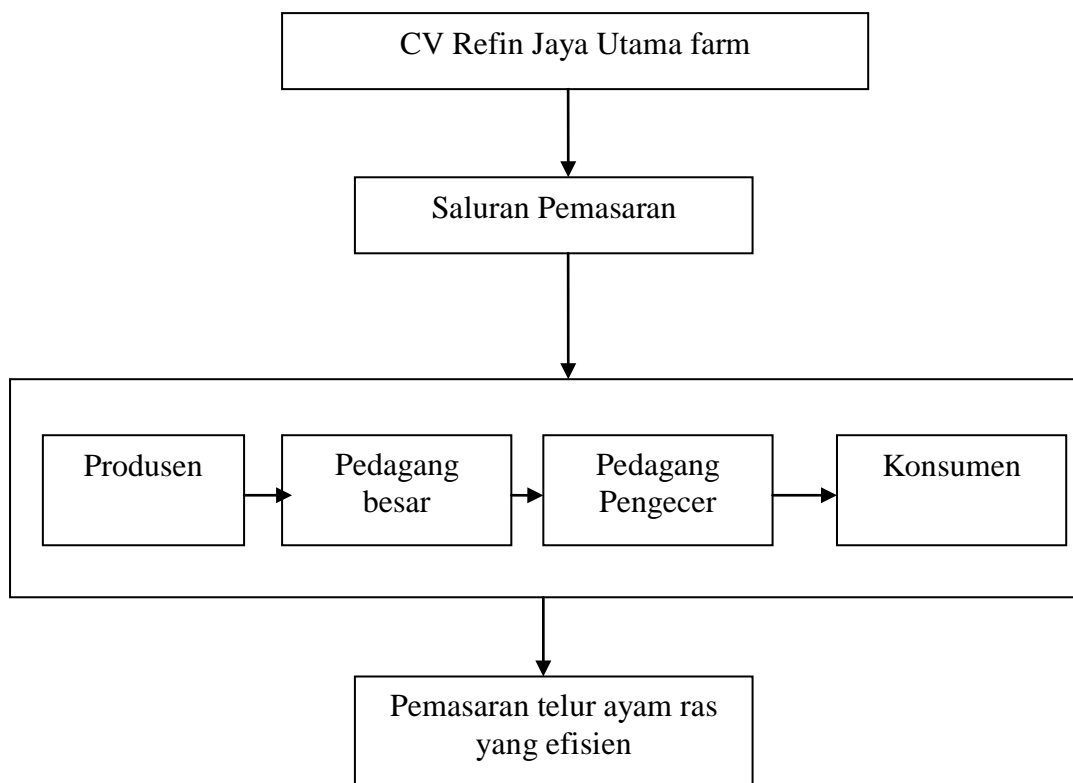 CV Refin Jaya Utama farm
Saluran Pemasaran
Produsen
Pedagang
besar
Pedagang
Pengecer
Konsumen
Pemasaran telur ayam ras
yang efisien